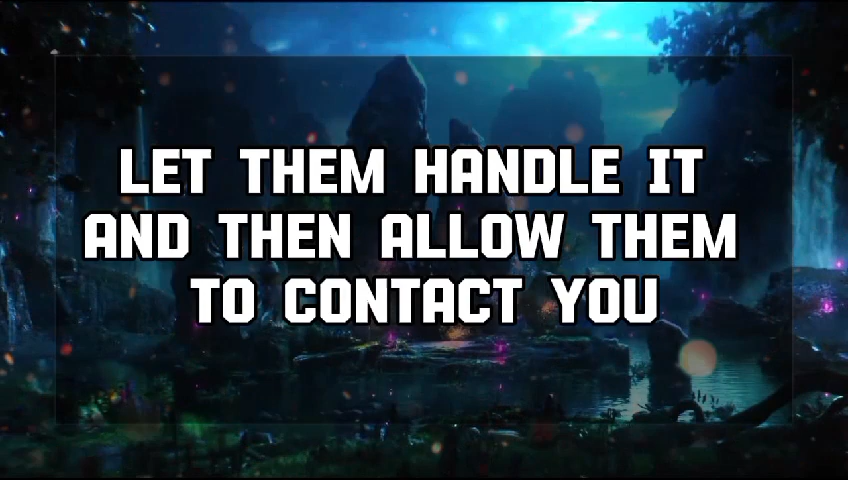 LET THEM HANDLE IT
AND THEN ALLOW THEM
TO CONTACT YOU